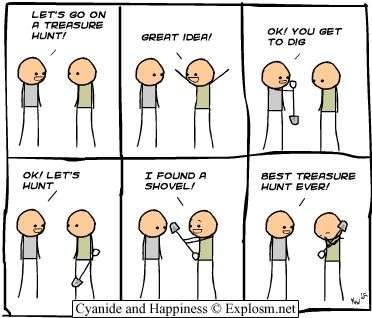 LET'S GO ON
A TREASURE
HUNT!
GREAT IDEA!
OK! YOU GET
TO DIG
OK! LET'S
HUNT
I FOUND A
SHOVEL!
BEST TREASURE
HUNT EVER!
Cyanide and Happiness © Explosm.net